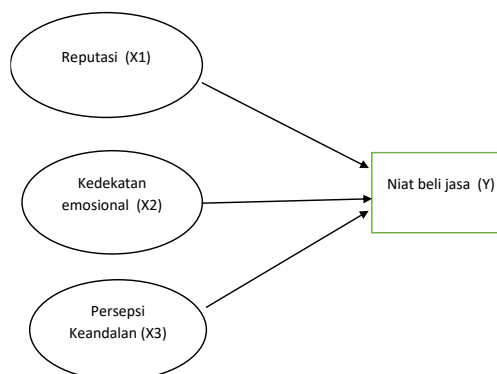 Reputasi (X1)
Kedekatan
emosional (X2)
Niat beli jasa (Y)
Persepsi
Keandalan (X3)